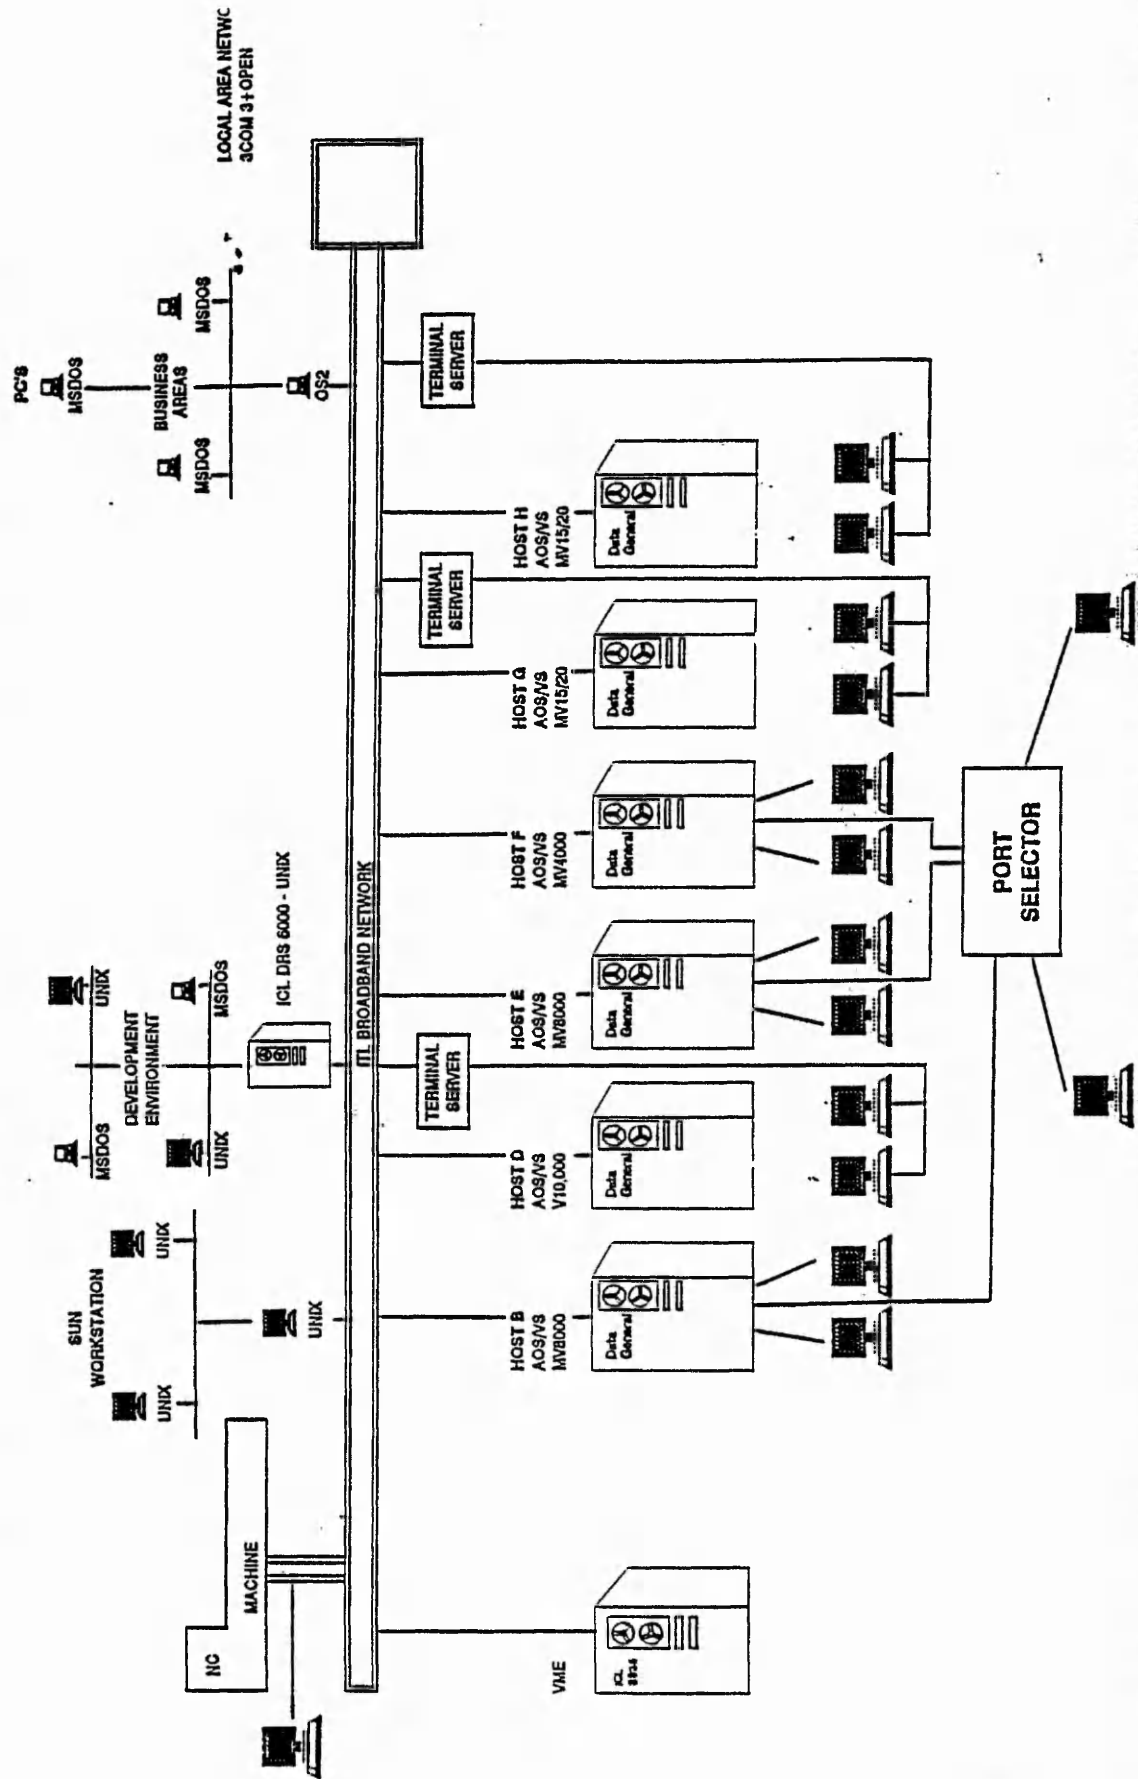 LOCAL AREA NETWC
3COM 3+OPEN
PC'S
MSDOS
BUSINESS
AREAS
MSDOS
MSDOS
OS2
UNIX
MSDOS
DEVELOPMENT
ENVIRONMENT
MSDOS
UNIX
ICL DRS 6000 - UNIX
SUN
WORKSTATION
UNIX
UNIX
UNIX
NC
MACHINE
ITL BROADBAND NETWORK
TERMINAL
SERVER
TERMINAL
SERVER
TERMINAL
SERVER
VME
ICL
HOST B
AOS/VS
MV8000
Data
General
HOST D
AOS/VS
V10,000
Data
General
HOST E
AOS/VS
MV8000
Data
General
HOST F
AOS/VS
MV4000
Data
General
HOST G
AOS/VS
MV15/20
Data
General
HOST H
AOS/VS
MV15/20
Data
General
PORT
SELECTOR